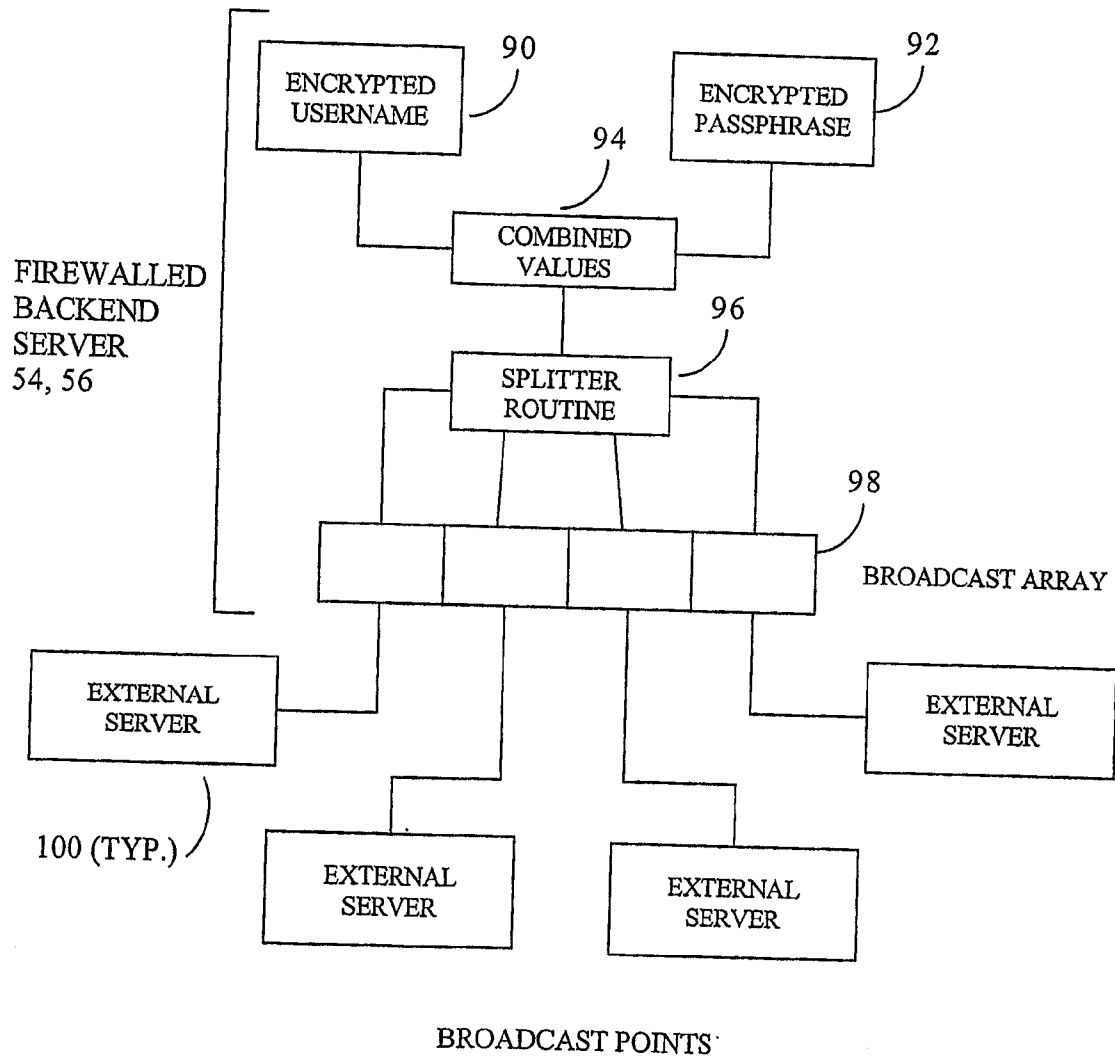 90
92
ENCRYPTED
USERNAME
ENCRYPTED
PASSPHRASE
94
COMBINED
VALUES
FIREWALLED
BACKEND
SERVER
54, 56
96
SPLITTER
ROUTINE
98
BROADCAST ARRAY
EXTERNAL
SERVER
EXTERNAL
SERVER
100 (TYP.)
EXTERNAL
SERVER
EXTERNAL
SERVER
BROADCAST POINTS